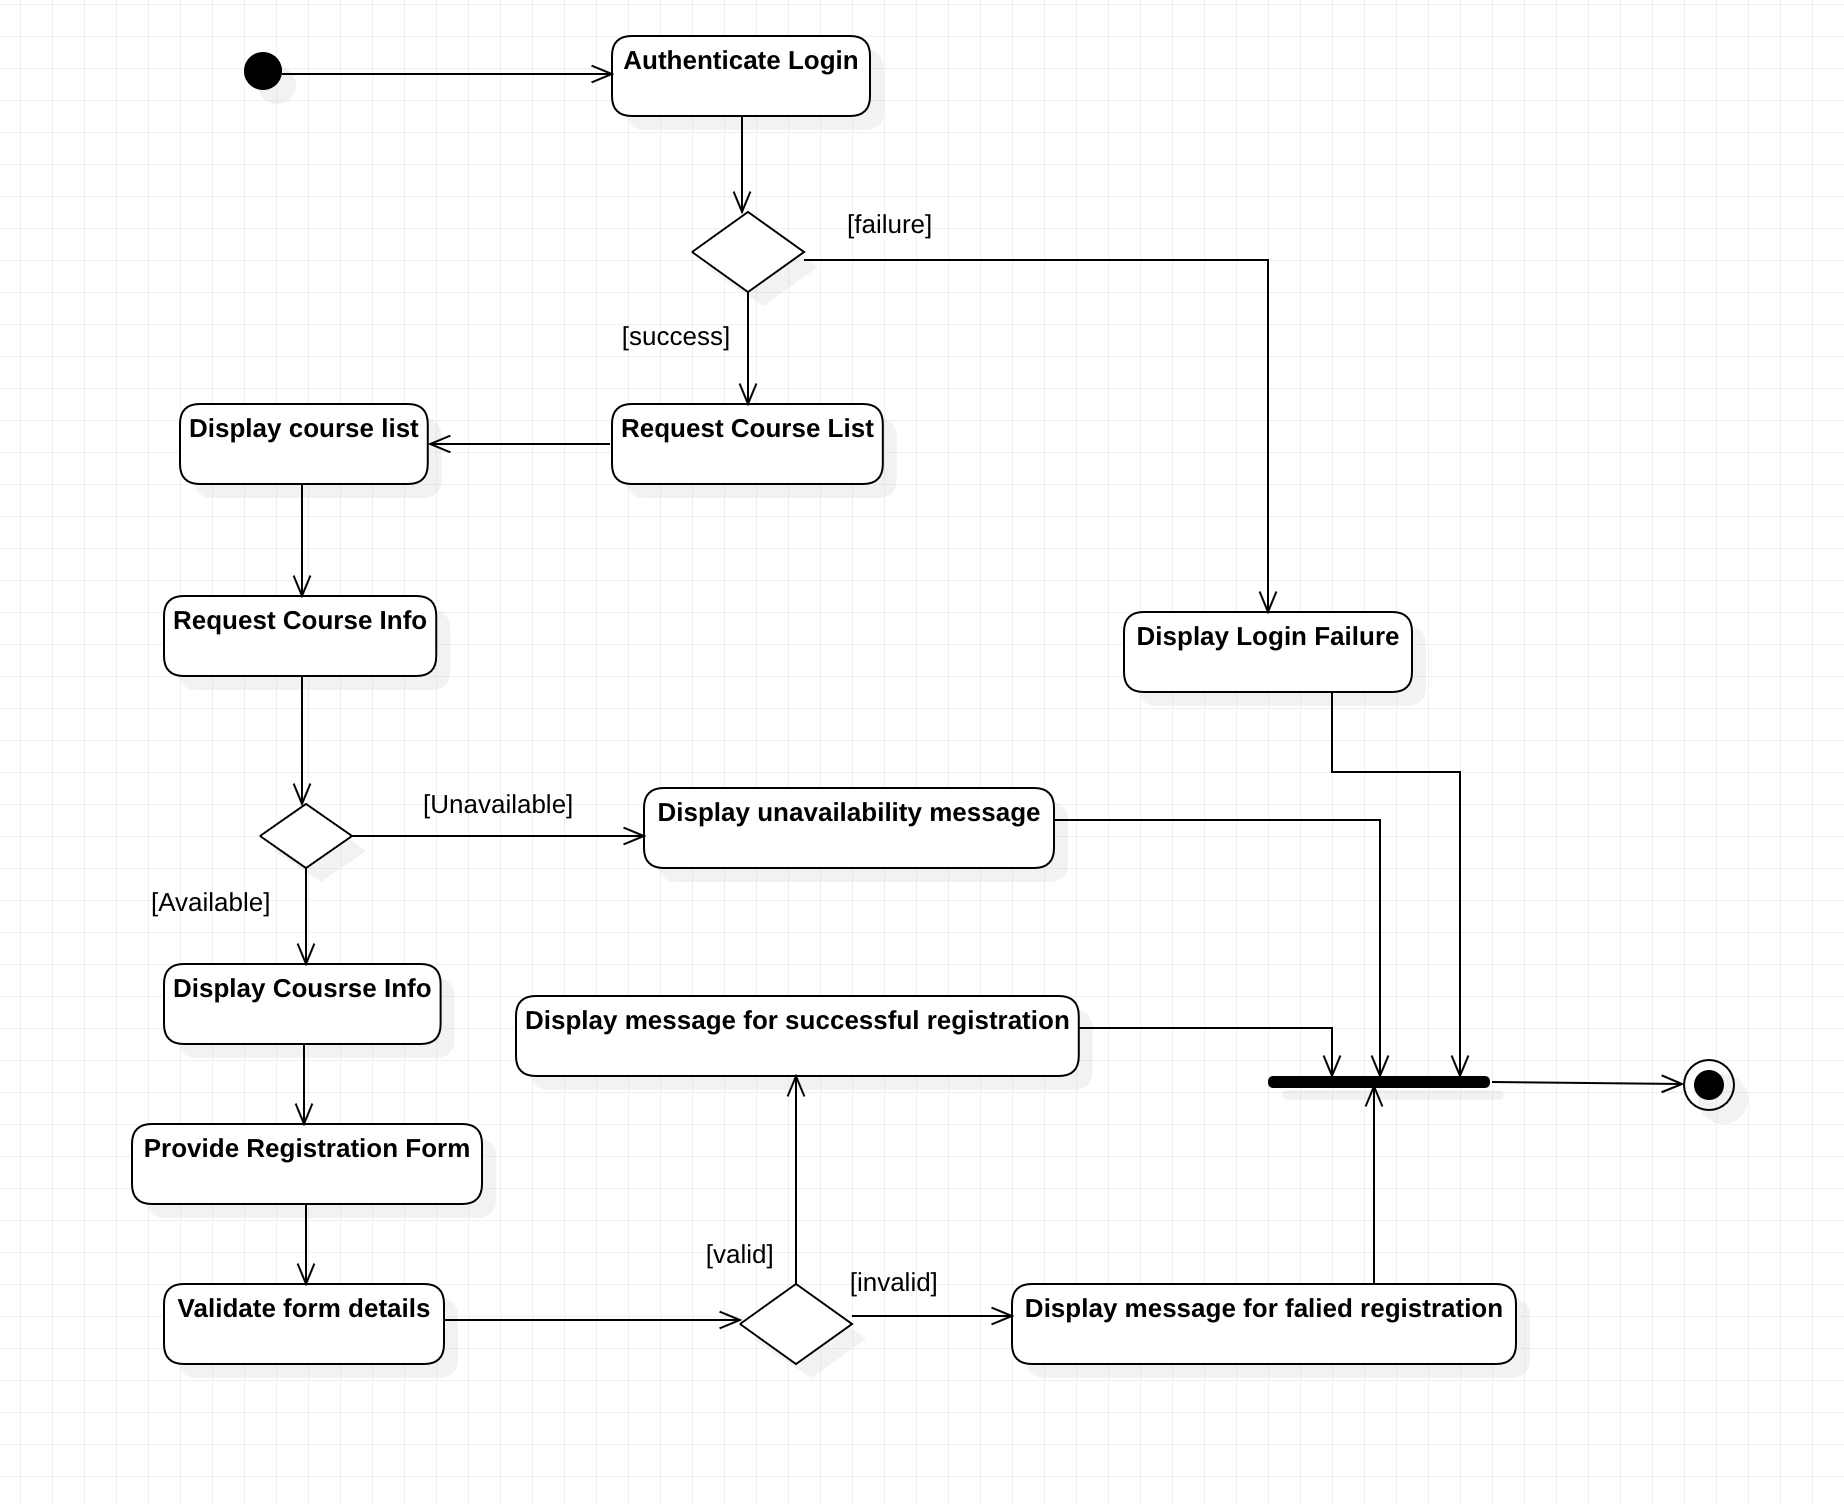 Authenticate Login
[failure]
[success]
Display course list
Request Course List
Request Course Info
Display Login Failure
[Unavailable]
Display unavailability message
[Available]
Display Cousrse Info
Display message for successful registration
Provide Registration Form
[valid]
[invalid]
Validate form details
Display message for falied registration